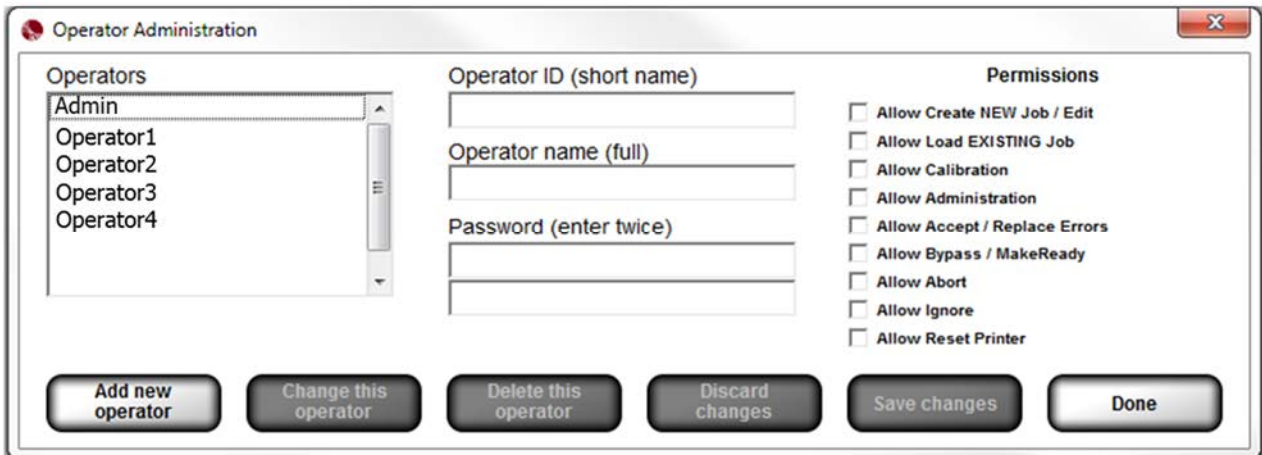 Operator Administration
Operators
Admin
Operator1
Operator2
Operator3
Operator4
Operator ID (short name)
Operator name (full)
Password (enter twice)
Permissions
Allow Create NEW Job / Edit
Allow Load EXISTING Job
Allow Calibration
Allow Administration
Allow Accept / Replace Errors
Allow Bypass / MakeReady
Allow Abort
Allow Ignore
Allow Reset Printer
Add new
operator
Change this
operator
Delete this
operator
Discard
changes
Save changes
Done